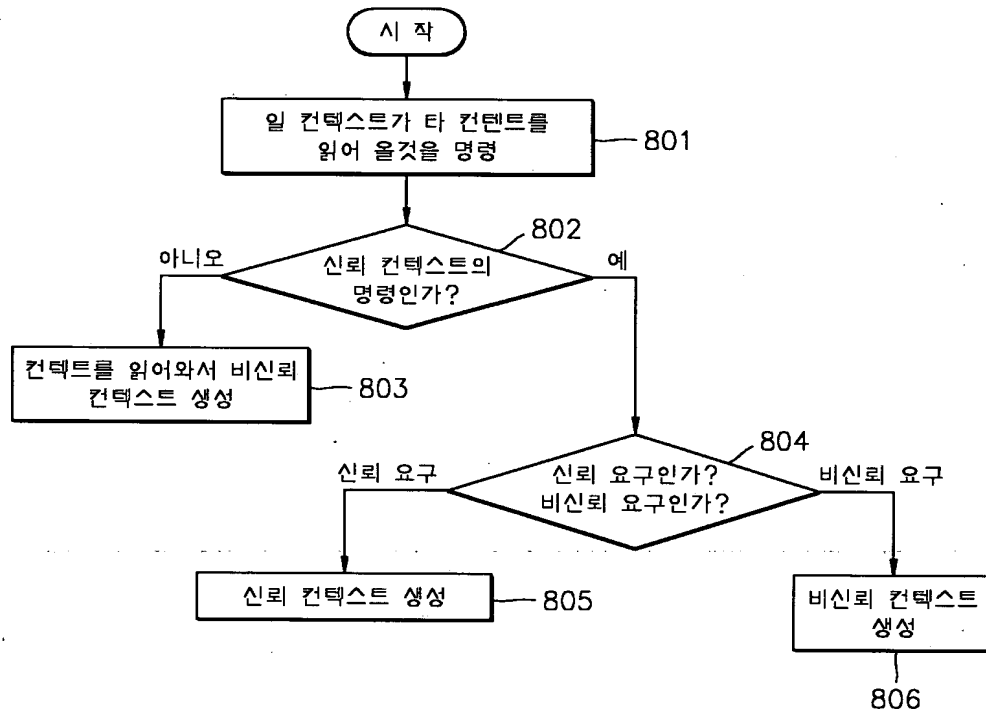 시 작
일 컨텍스트가 타 컨텐트를
읽어 올것을 명령
801
802
아니오
예
신뢰 컨텍스트의
명령인가?
컨텍트를 읽어와서 비신뢰
컨텍스트 생성
803
804
신뢰 요구
신뢰 요구인가?
비신뢰 요구인가?
비신뢰 요구
신뢰 컨텍스트 생성
805
비신뢰 컨텍스트
생성
806